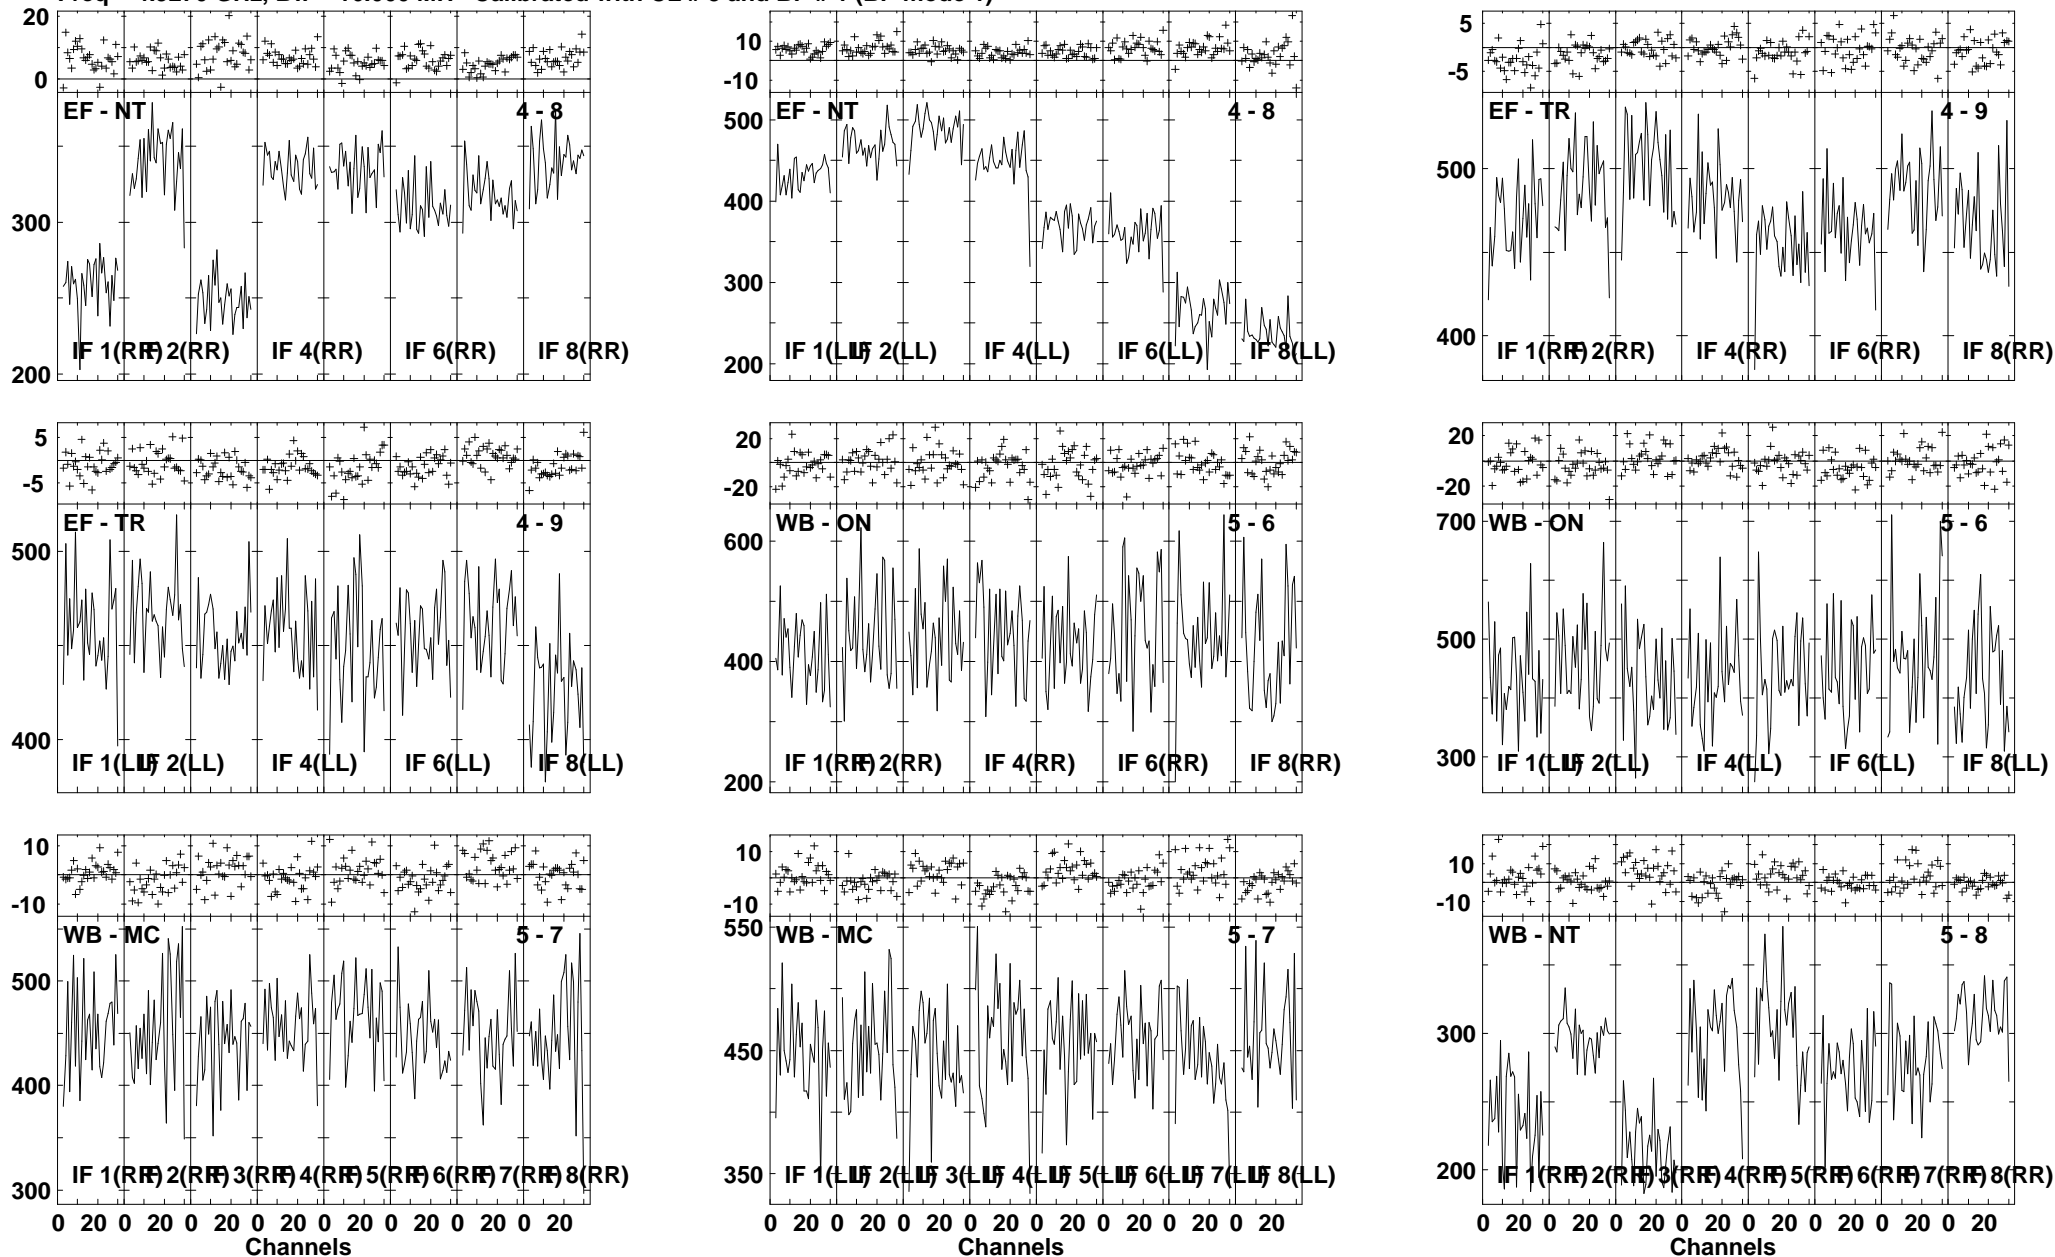 20
0
10
-10
5
-5
EF - NT 4 - 8
300
200
IF 1(RR) IF 2(RR) IF 4(RR) IF 6(RR) IF 8(RR)
EF - NT 4 - 8
500
400
300
200
IF 1(LL) IF 2(LL) IF 4(LL) IF 6(LL) IF 8(LL)
EF - TR 4 - 9
500
400
IF 1(RR) IF 2(RR) IF 4(RR) IF 6(RR) IF 8(RR)
5
-5
20
-20
20
-20
EF - TR 4 - 9
500
400
IF 1(LL) IF 2(LL) IF 4(LL) IF 6(LL) IF 8(LL)
WB - ON 5 - 6
600
400
200
IF 1(RR) IF 2(RR) IF 4(RR) IF 6(RR) IF 8(RR)
WB - ON 5 - 6
700
500
300
IF 1(LL) IF 2(LL) IF 4(LL) IF 6(LL) IF 8(LL)
10
-10
10
-10
10
-10
WB - MC 5 - 7
500
400
300
IF 1(RR) IF 2(RR) IF 3(RR) IF 4(RR) IF 5(RR) IF 6(RR) IF 7(RR) IF 8(RR)
0 20 0 20 0 20 0 20 0 20 0 20 0 20 0 20
Channels
WB - MC 5 - 7
550
450
350
IF 1(LL) IF 2(LL) IF 3(LL) IF 4(LL) IF 5(LL) IF 6(LL) IF 7(LL) IF 8(LL)
0 20 0 20 0 20 0 20 0 20 0 20 0 20 0 20
Channels
WB - NT 5 - 8
300
200
IF 1(RR) IF 2(RR) IF 3(RR) IF 4(RR) IF 5(RR) IF 6(RR) IF 7(RR) IF 8(RR)
0 20 0 20 0 20 0 20 0 20 0 20 0 20 0 20
Channels